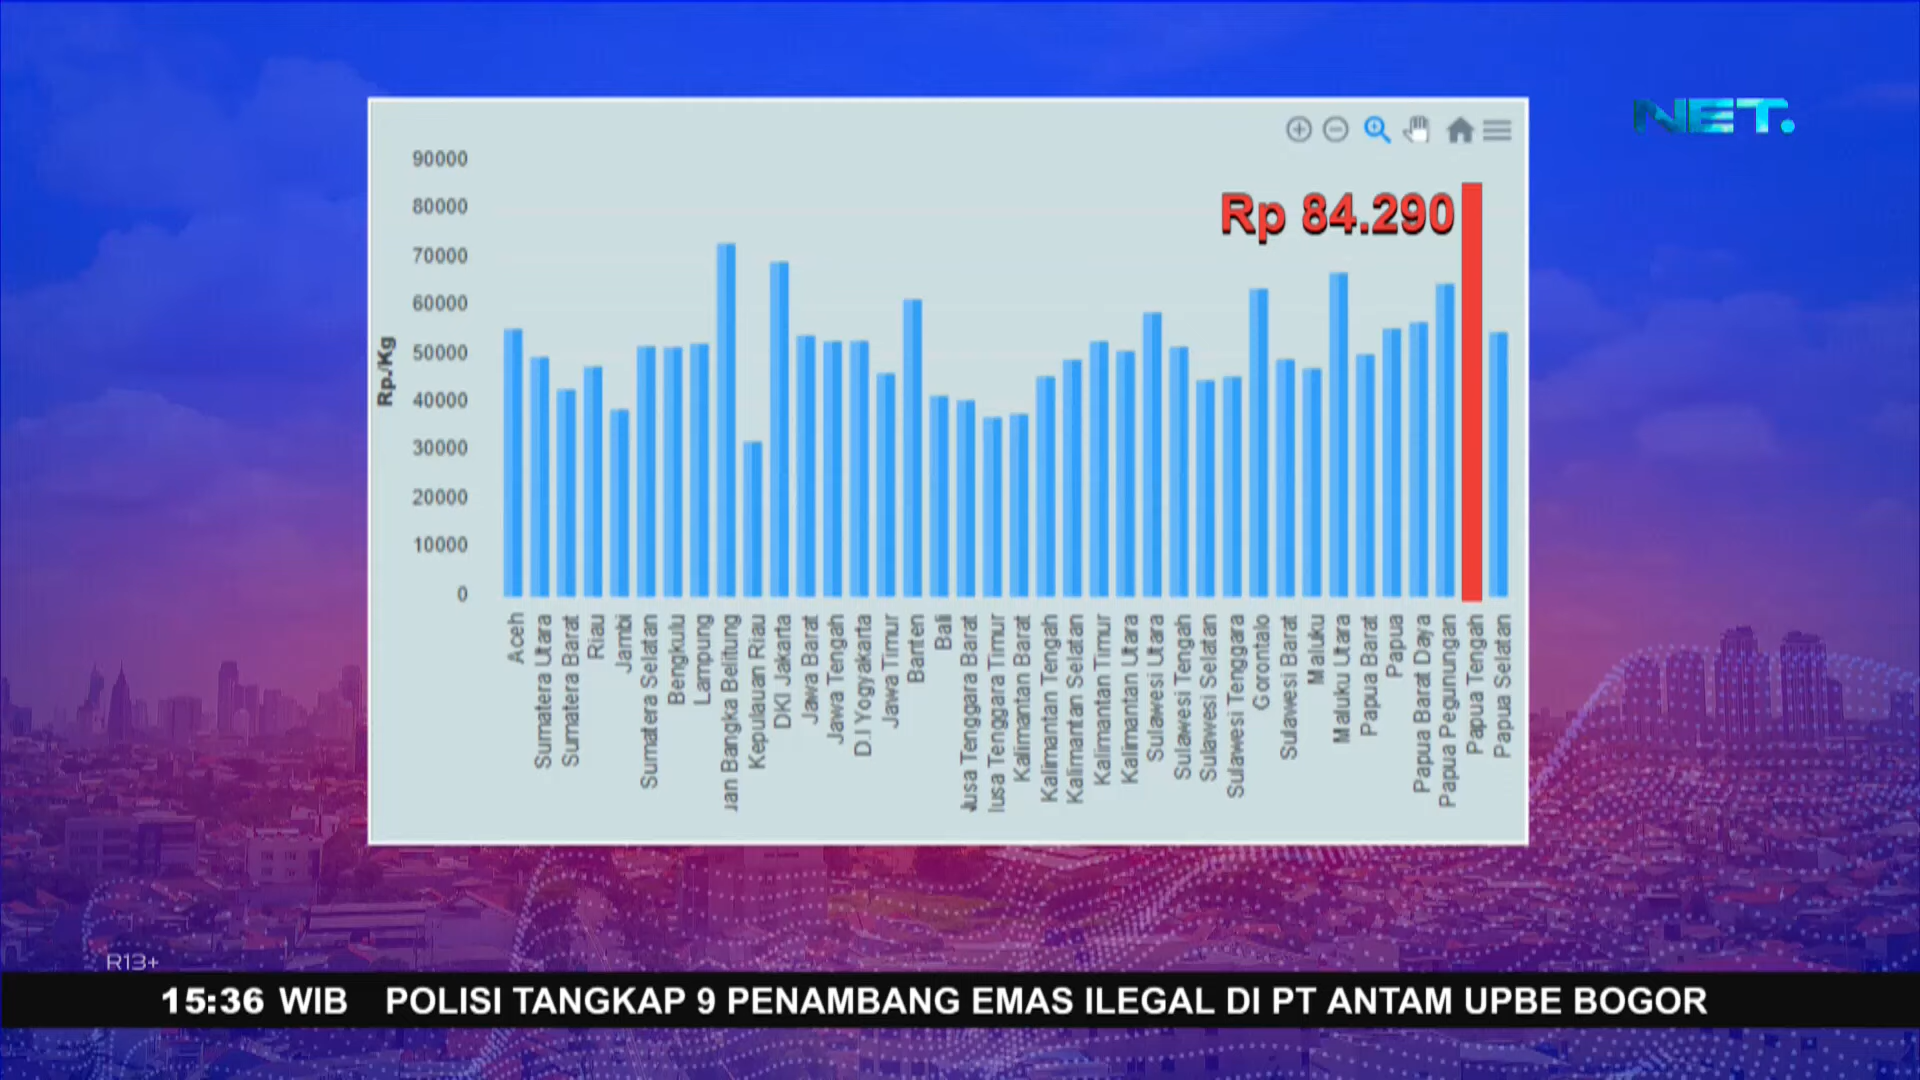 NET.
90000
80000
70000
60000
50000
40000
30000
20000
10000
0
Rp./Kg
Rp 84.290
Aceh
Sumatera Utara
Sumatera Barat
Riau
Jambi
Sumatera Selatan
Bengkulu
Lampung
an Bangka Belitung
Kepulauan Riau
DKI Jakarta
Jawa Barat
Jawa Tengah
D.I Yogyakarta
Jawa Timur
Banten
Bali
usa Tenggara Barat
usa Tenggara Timur
Kalimantan Barat
Kalimantan Tengah
Kalimantan Selatan
Kalimantan Timur
Kalimantan Utara
Sulawesi Utara
Sulawesi Tengah
Sulawesi Selatan
Sulawesi Tenggara
Gorontalo
Sulawesi Barat
Maluku
Maluku Utara
Papua Barat
Papua
Papua Barat Daya
Papua Pegunungan
Papua Tengah
Papua Selatan
R13+
15:36 WIB POLISI TANGKAP 9 PENAMBANG EMAS ILEGAL DI PT ANTAM UPBE BOGOR